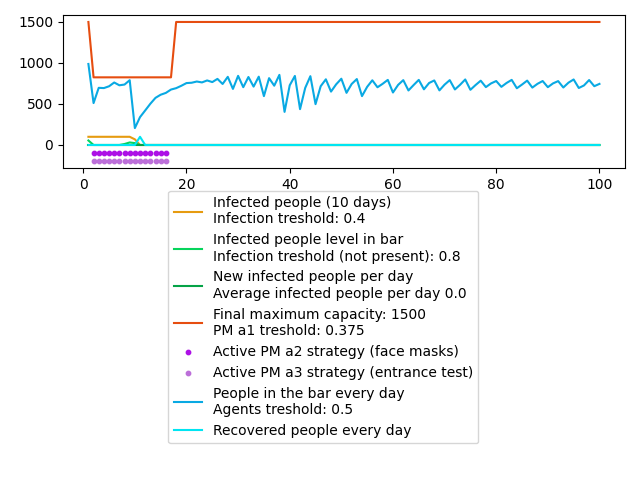 1500
1000
500
0
0
20
40
60
80
100
Infected people (10 days)
Infection treshold: 0.4
Infected people level in bar
Infection treshold (not present): 0.8
New infected people per day
Average infected people per day 0.0
Final maximum capacity: 1500
PM a1 treshold: 0.375
Active PM a2 strategy (face masks)
Active PM a3 strategy (entrance test)
People in the bar every day
Agents treshold: 0.5
Recovered people every day